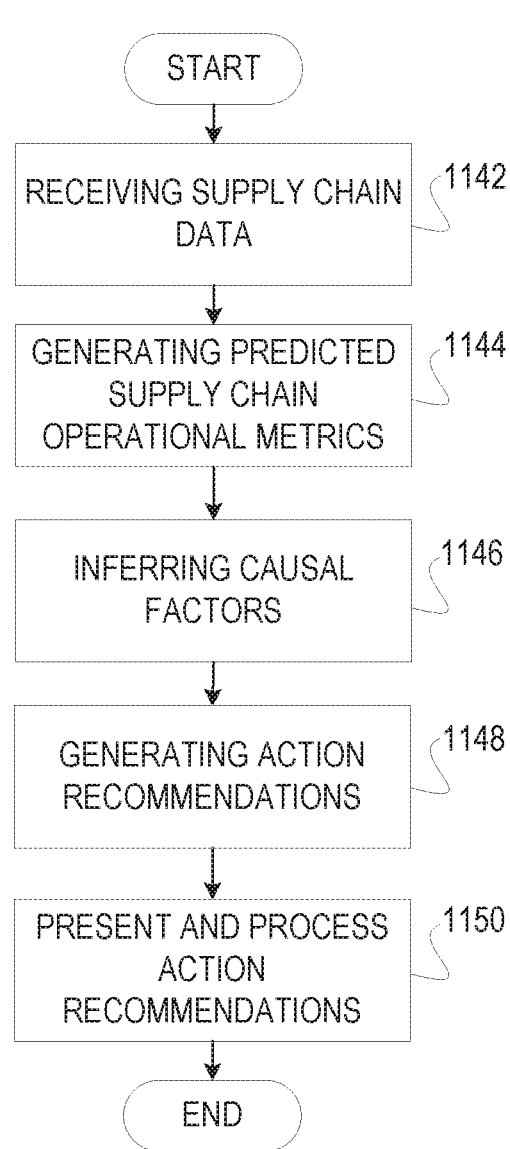 START
RECEIVING SUPPLY CHAIN
DATA
1142
GENERATING PREDICTED
SUPPLY CHAIN
OPERATIONAL METRICS
1144
INFERRING CAUSAL
FACTORS
1146
GENERATING ACTION
RECOMMENDATIONS
1148
PRESENT AND PROCESS
ACTION
RECOMMENDATIONS
1150
END